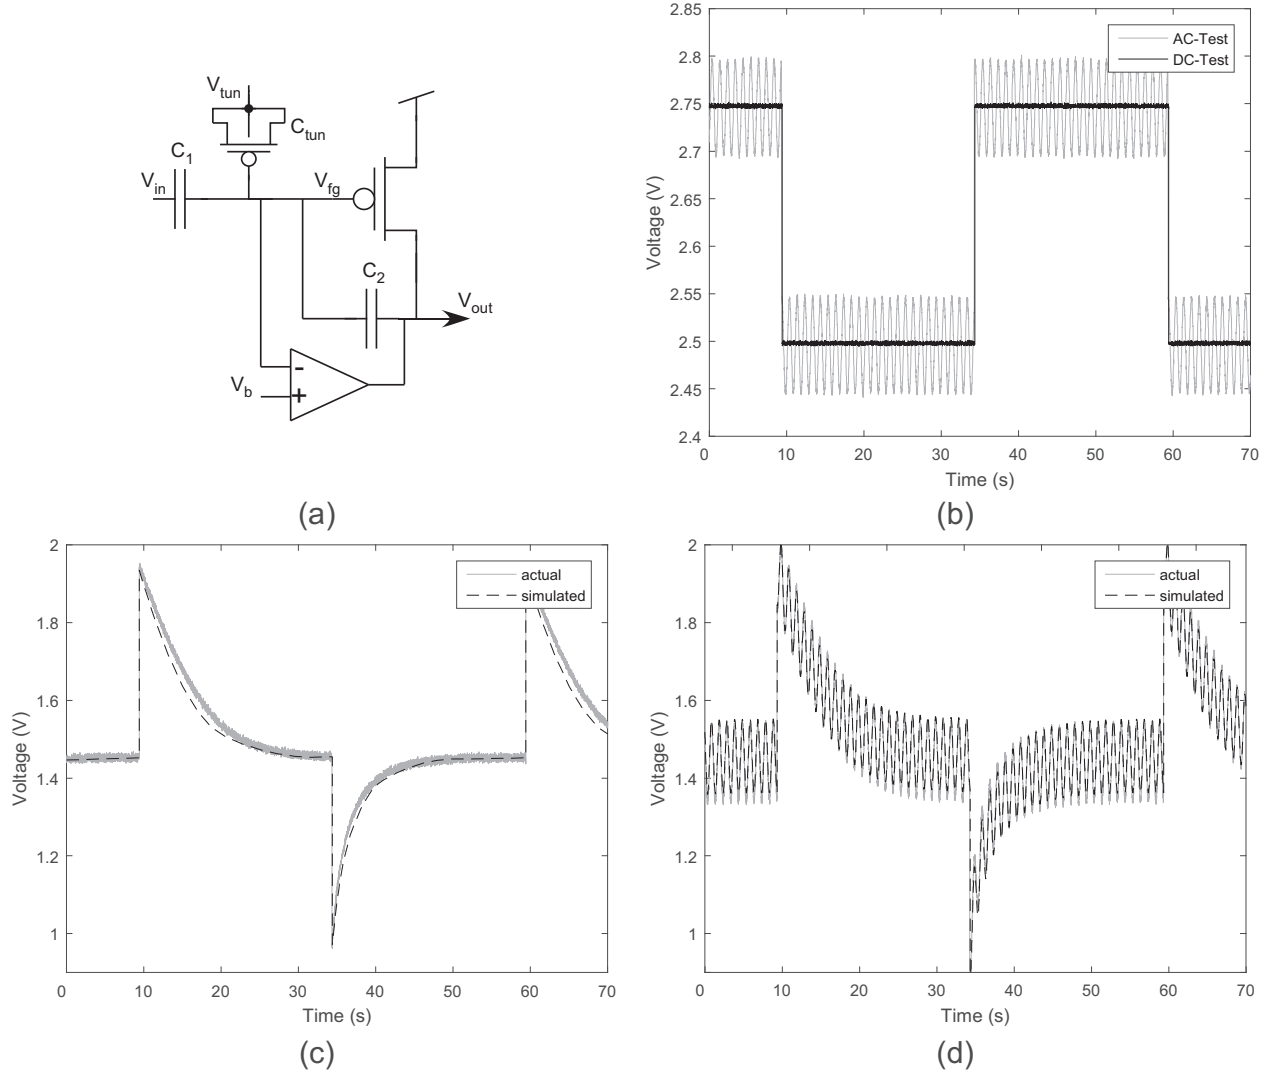 V_tun
C_tun
C_1
V_in
V_fg
C_2
V_out
V_b
-
+
(a)
2.85
2.8
2.75
2.7
2.65
2.6
2.55
2.5
2.45
2.4
Voltage (V)
AC-Test
DC-Test
0 10 20 30 40 50 60 70
Time (s)
(b)
2
1.8
1.6
1.4
1.2
1
Voltage (V)
actual
simulated
0 10 20 30 40 50 60 70
Time (s)
(c)
2
1.8
1.6
1.4
1.2
1
Voltage (V)
actual
simulated
0 10 20 30 40 50 60 70
Time (s)
(d)